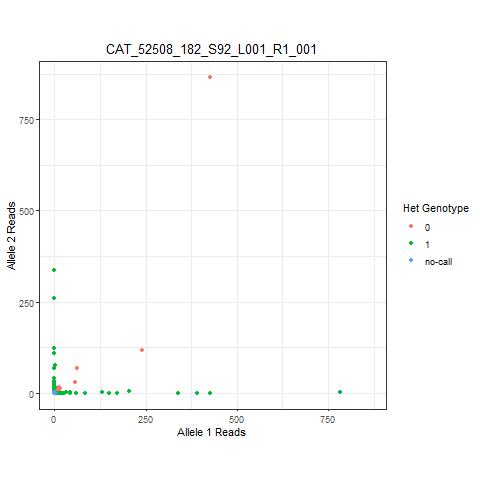 CAT_52508_182_S92_L001_R1_001
Allele 2 Reads
750
500
250
0
0 250 500 750
Allele 1 Reads
Het Genotype
0
1
no-call